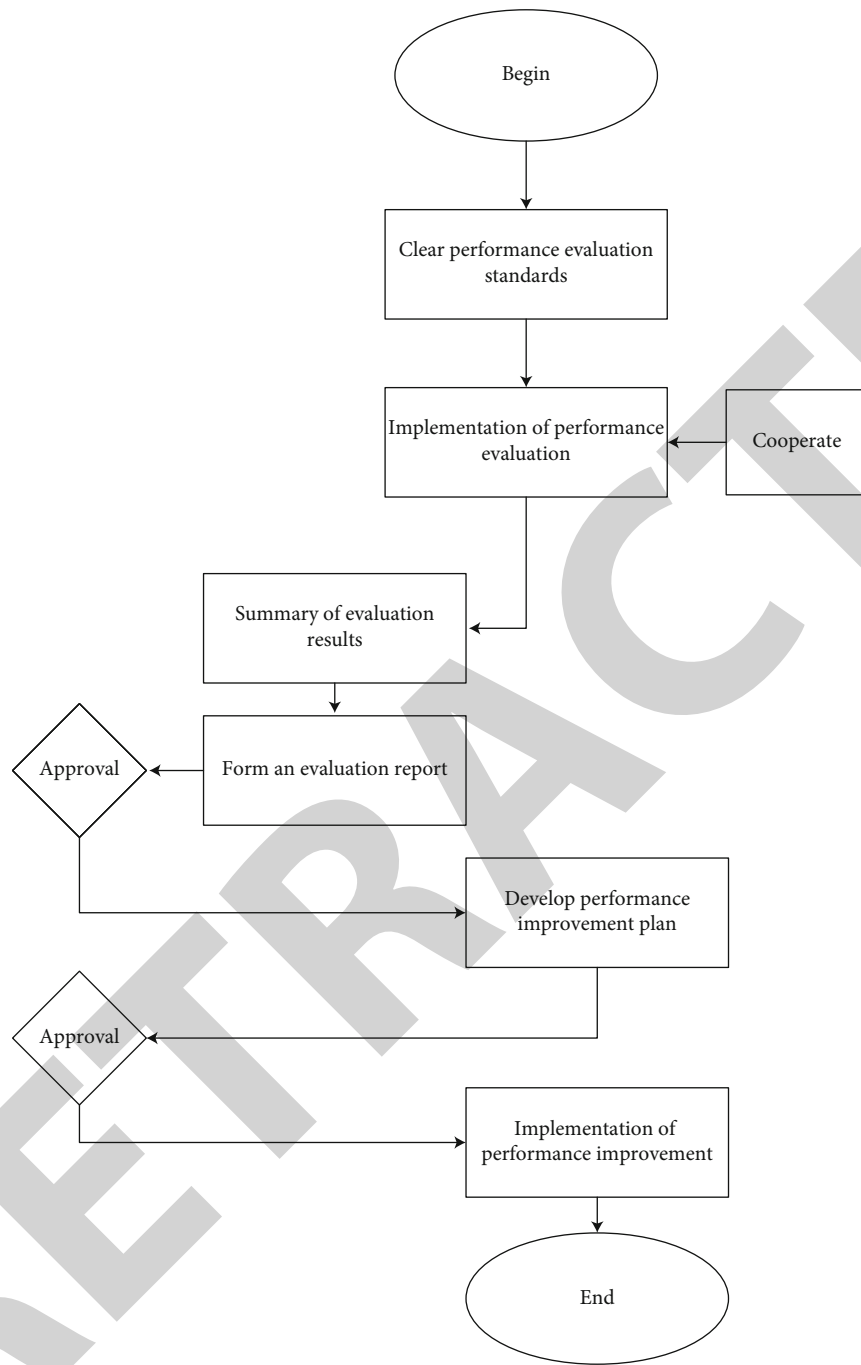 Begin
Clear performance evaluation
standards
Implementation of performance
evaluation
Cooperate
Summary of evaluation
results
Form an evaluation report
Approval
Develop performance
improvement plan
Approval
Implementation of
performance improvement
End
RETRACT